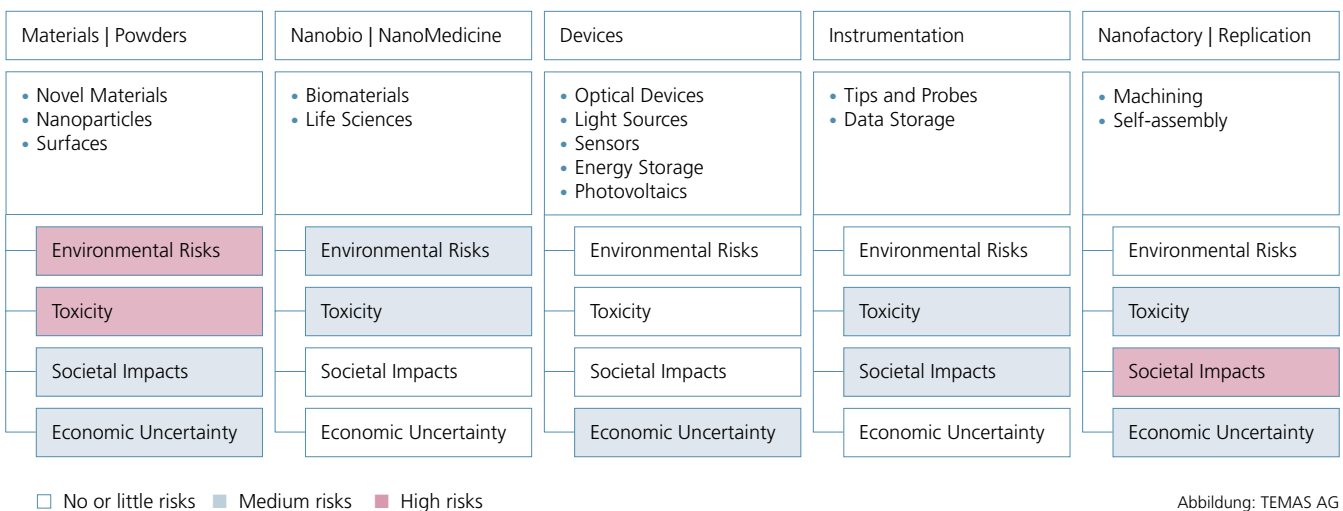 Materials | Powders
• Novel Materials
• Nanoparticles
• Surfaces
Environmental Risks
Toxicity
Societal Impacts
Economic Uncertainty
Nanobio | NanoMedicine
• Biomaterials
• Life Sciences
Environmental Risks
Toxicity
Societal Impacts
Economic Uncertainty
Devices
• Optical Devices
• Light Sources
• Sensors
• Energy Storage
• Photovoltaics
Environmental Risks
Toxicity
Societal Impacts
Economic Uncertainty
Instrumentation
• Tips and Probes
• Data Storage
Environmental Risks
Toxicity
Societal Impacts
Economic Uncertainty
Nanofactory | Replication
• Machining
• Self-assembly
Environmental Risks
Toxicity
Societal Impacts
Economic Uncertainty
No or little risks
Medium risks
High risks
Abbildung: TEMAS AG